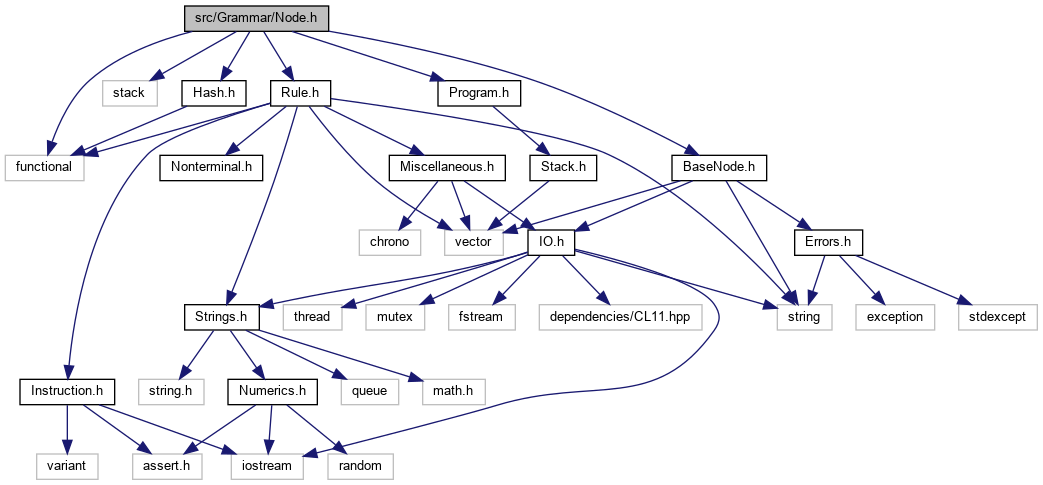 src/Grammar/Node.h
stack
Hash.h
Rule.h
Program.h
functional
Nonterminal.h
Miscellaneous.h
Stack.h
BaseNode.h
chrono
vector
IO.h
Errors.h
Strings.h
thread
mutex
fstream
dependencies/CL11.hpp
string
exception
stdexcept
Instruction.h
string.h
Numerics.h
queue
math.h
variant
assert.h
iostream
random